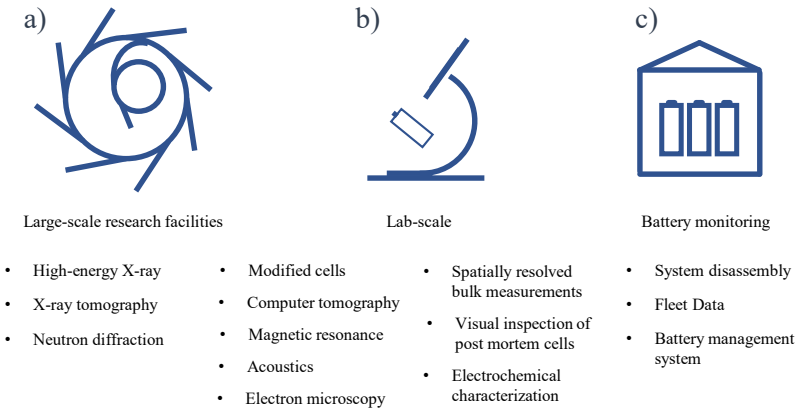 a)
b)
c)
Large-scale research facilities
Lab-scale
Battery monitoring
• High-energy X-ray
• X-ray tomography
• Neutron diffraction
• Modified cells
• Computer tomography
• Magnetic resonance
• Acoustics
• Electron microscopy
• Spatially resolved
bulk measurements
• Visual inspection of
post mortem cells
• Electrochemical
characterization
• System disassembly
• Fleet Data
• Battery management
system